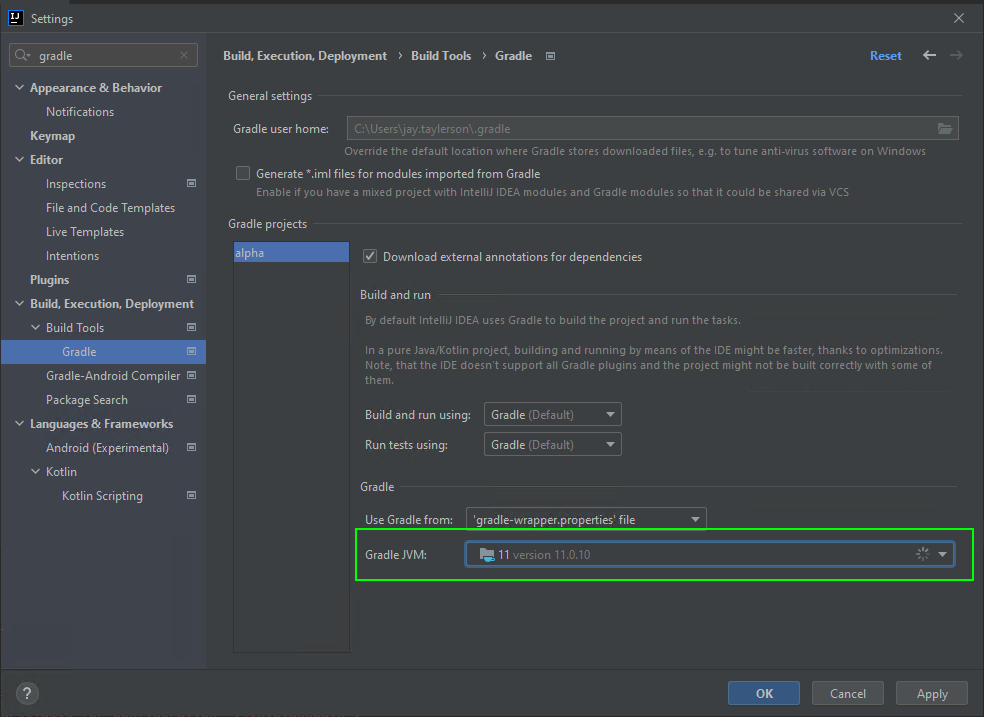 Settings
gradle
Appearance & Behavior
Notifications
Keymap
Editor
Inspections
File and Code Templates
Live Templates
Intentions
Plugins
Build, Execution, Deployment
Build Tools
Gradle
Gradle-Android Compiler
Package Search
Languages & Frameworks
Android (Experimental)
Kotlin
Kotlin Scripting
Build, Execution, Deployment › Build Tools › Gradle
Reset
General settings
Gradle user home: C:\Users\jay.taylerson\.gradle
Override the default location where Gradle stores downloaded files, e.g. to tune anti-virus software on Windows
Generate *.iml files for modules imported from Gradle
Enable if you have a mixed project with IntelliJ IDEA modules and Gradle modules so that it could be shared via VCS
Gradle projects
alpha
Download external annotations for dependencies
Build and run
By default IntelliJ IDEA uses Gradle to build the project and run the tasks.
In a pure Java/Kotlin project, building and running by means of the IDE might be faster, thanks to optimizations.
Note, that the IDE doesn't support all Gradle plugins and the project might not be built correctly with some of
them.
Build and run using: Gradle (Default)
Run tests using: Gradle (Default)
Gradle
Use Gradle from: 'gradle-wrapper.properties' file
Gradle JVM: 11 version 11.0.10
?
OK
Cancel
Apply